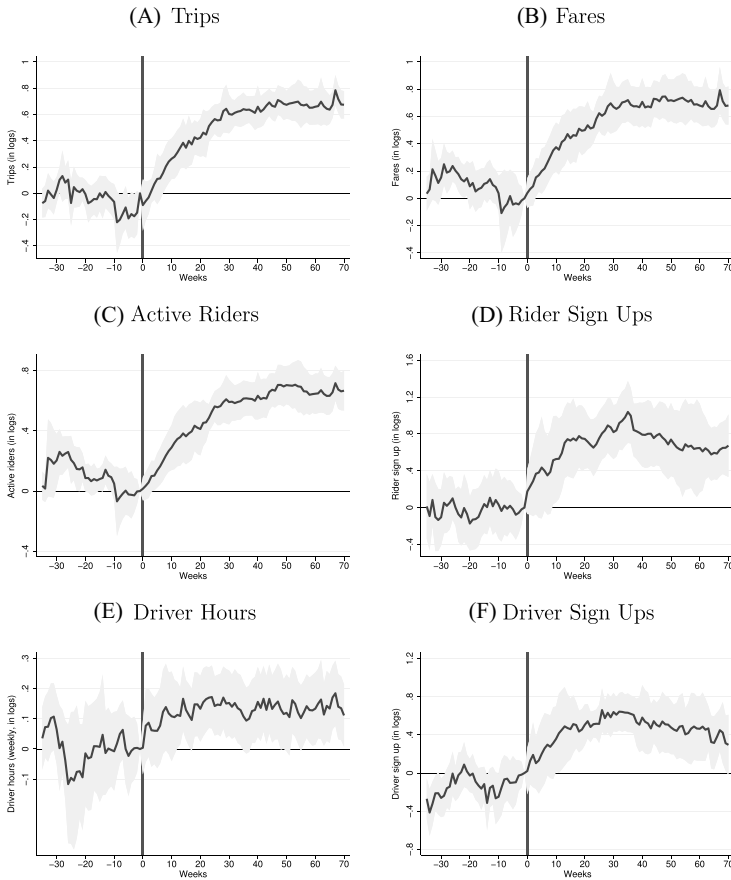 (A) Trips
(B) Fares
Trips (in logs)
1
.8
.6
.4
.2
0
−.2
−.4
−30 −20 −10 0 10 20 30 40 50 60 70
Weeks
Fares (in logs)
1
.8
.6
.4
.2
0
−.2
−.4
−30 −20 −10 0 10 20 30 40 50 60 70
Weeks
(C) Active Riders
(D) Rider Sign Ups
Active riders (in logs)
.8
.4
0
−.4
−30 −20 −10 0 10 20 30 40 50 60 70
Weeks
Rider sign up (in logs)
1.6
1.2
.8
.4
0
−.4
−30 −20 −10 0 10 20 30 40 50 60 70
Weeks
(E) Driver Hours
(F) Driver Sign Ups
Driver hours (weekly, in logs)
.3
.2
.1
0
−.1
−30 −20 −10 0 10 20 30 40 50 60 70
Weeks
Driver sign up (in logs)
1.2
.8
.4
0
−.4
−.8
−30 −20 −10 0 10 20 30 40 50 60 70
Weeks